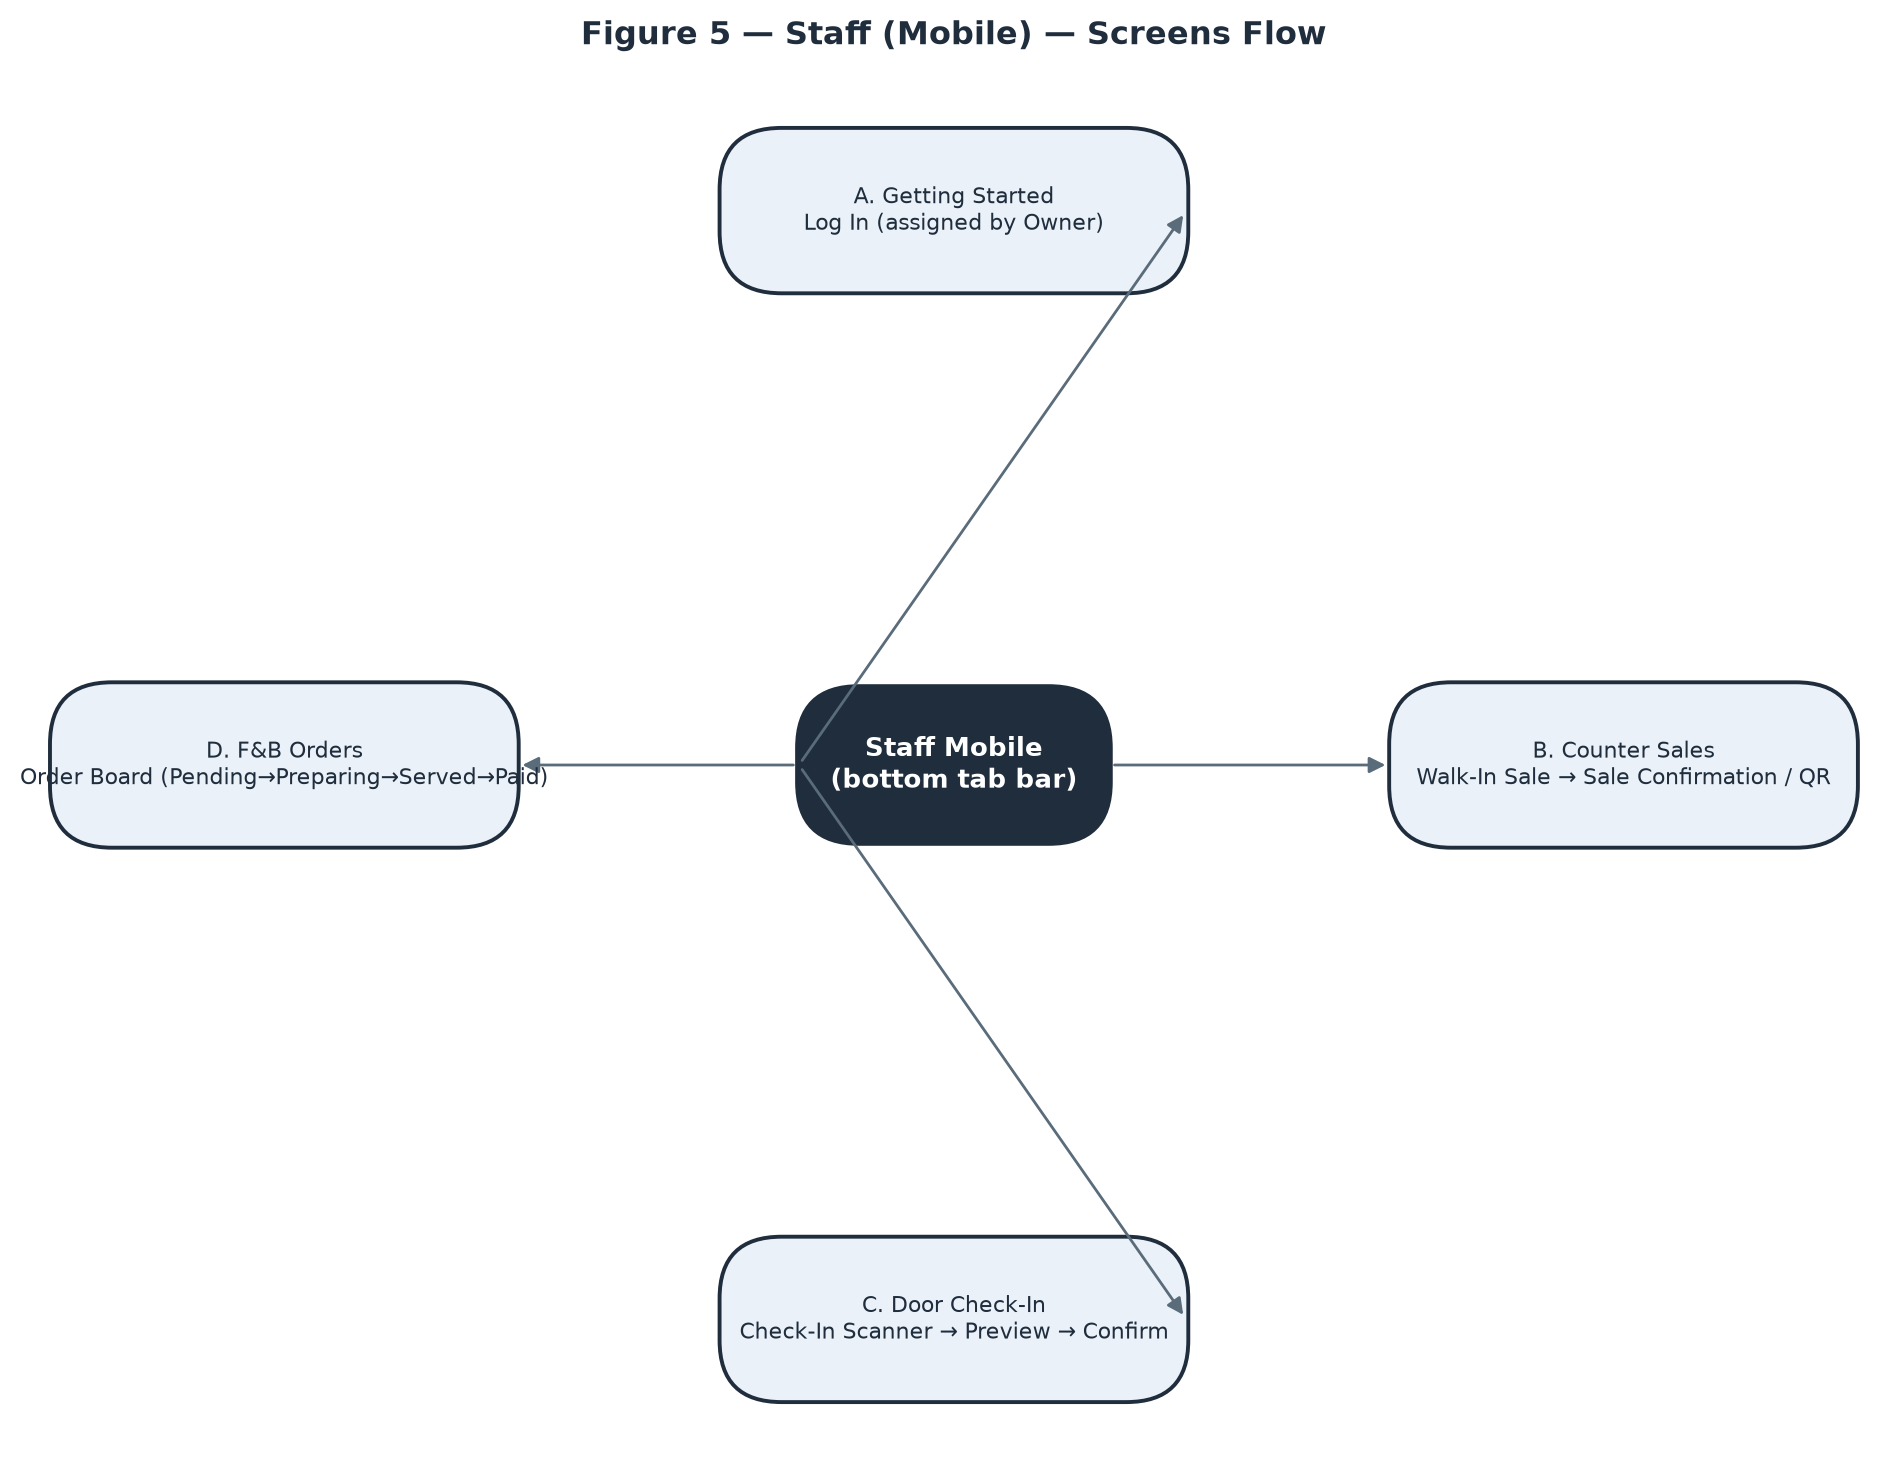 Figure 5 — Staff (Mobile) — Screens Flow
A. Getting Started
Log In (assigned by Owner)
D. F&B Orders
Order Board (Pending→Preparing→Served→Paid)
Staff Mobile
(bottom tab bar)
B. Counter Sales
Walk-In Sale → Sale Confirmation / QR
C. Door Check-In
Check-In Scanner → Preview → Confirm